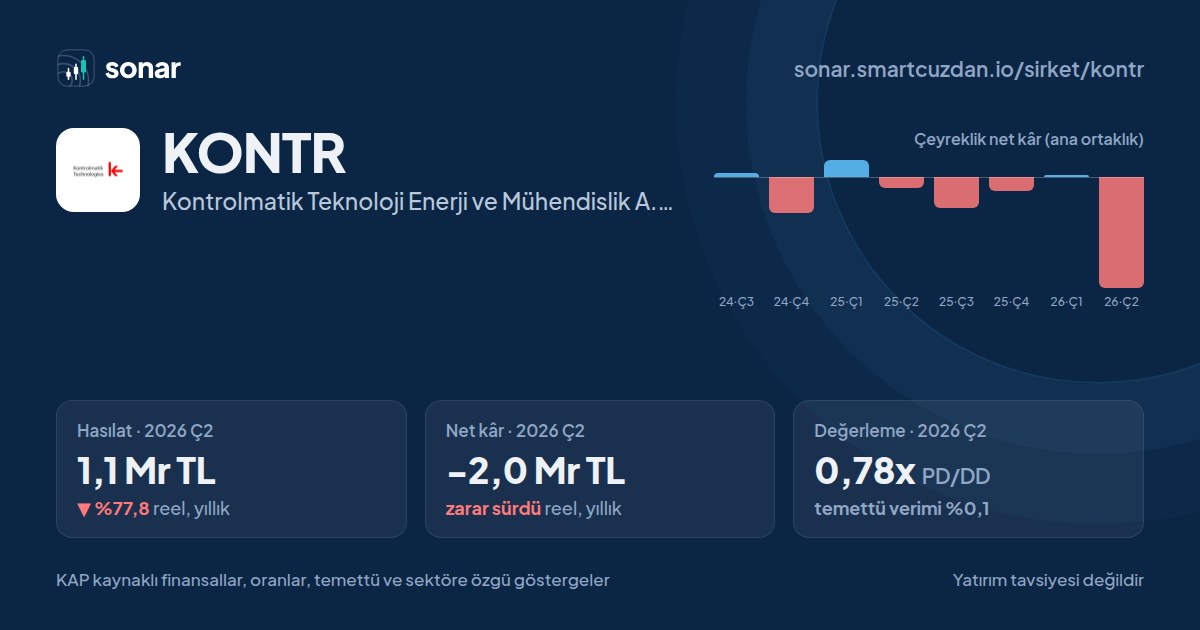 sonar
sonar.smartcuzdan.io/sirket/kontr
Kontrolmatik
Technologies
KONTR
Kontrolmatik Teknoloji Enerji ve Mühendislik A.…
Çeyreklik net kâr (ana ortaklık)
24·Ç3 24·Ç4 25·Ç1 25·Ç2 25·Ç3 25·Ç4 26·Ç1 26·Ç2
Hasılat · 2026 Ç2
1,1 Mr TL
▼ %77,8 reel, yıllık
Net kâr · 2026 Ç2
−2,0 Mr TL
zarar sürdü reel, yıllık
Değerleme · 2026 Ç2
0,78x PD/DD
temettü verimi %0,1
KAP kaynaklı finansallar, oranlar, temettü ve sektöre özgü göstergeler
Yatırım tavsiyesi değildir